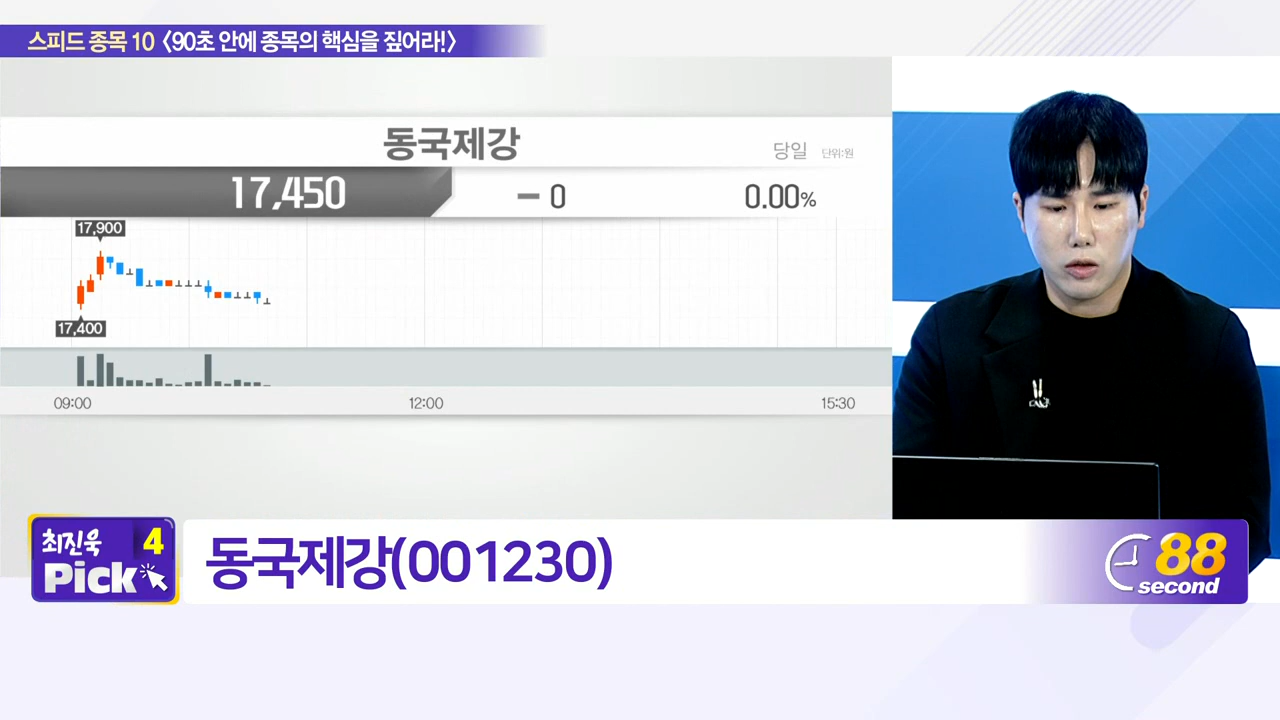 스피드 종목 10 〈90초 안에 종목의 핵심을 짚어라!〉
동국제강
당일 단위:원
17,450 0 0.00%
17,900
17,400
09:00 12:00 15:30
최진욱 4
Pick
동국제강(001230)
88
second